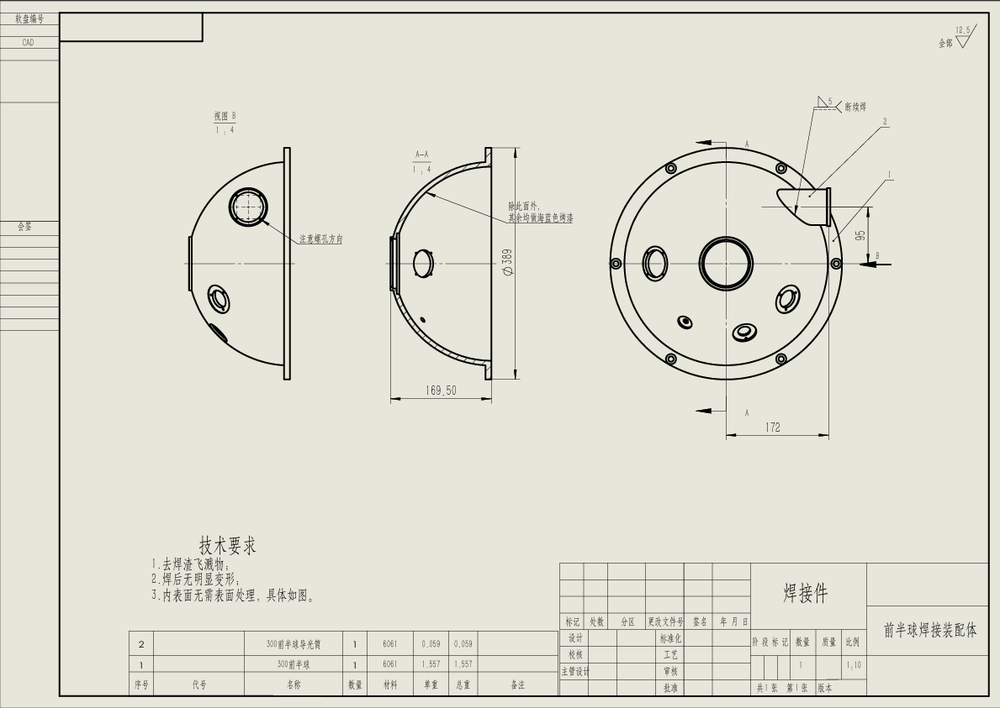 软盘编号
CAD
会签
12.5
全部
视图 B
1 : 4
注意螺孔方向
A-A
1 : 4
除此面外,
其余均做海蓝色烤漆
Ø389
169.50
5
断续焊
2
1
A
95
B
A
172
技术要求
1.去焊渣飞溅物;
2.焊后无明显变形;
3.内表面无需表面处理，具体如图。
2 300前半球导光筒 1 6061 0.059 0.059
1 300前半球 1 6061 1.557 1.557
序号 代号 名称 数量 材料 单重 总重 备注
标记 处数 分区 更改文件号 签名 年 月 日
设计 标准化
校核 工艺
主管设计 审核
批准
焊接件
阶段标记 数量 质量 比例
1 1:10
共1张 第1张 版本
前半球焊接装配体